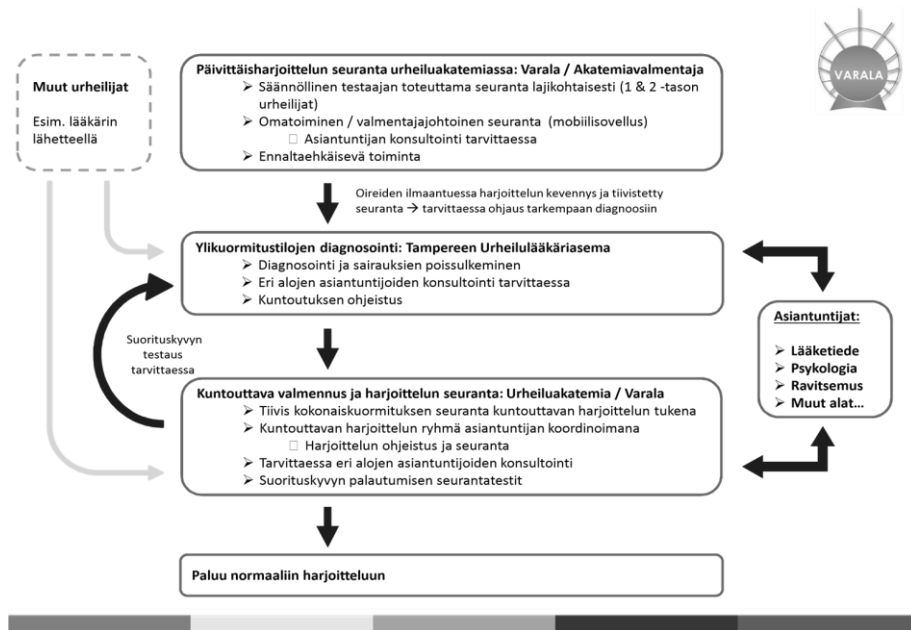 Muut urheilijat
Esim. lääkärin
lähetteellä
Päivittäisharjoittelun seuranta urheiluakatemiassa: Varala / Akatemiavalmentaja
➢ Säännöllinen testaajan toteuttama seuranta lajikohtaisesti (1 & 2 -tason
urheilijat)
➢ Omatoiminen / valmentajajohtoinen seuranta (mobiilisovellus)
□ Asiantuntijan konsultointi tarvittaessa
➢ Ennaltaehkäisevä toiminta
VARALA
Oireiden ilmaantuessa harjoittelun kevennys ja tiivistetty
seuranta → tarvittaessa ohjaus tarkempaan diagnoosiin
Ylikuormitustilojen diagnosointi: Tampereen Urheilulääkäriasema
➢ Diagnosointi ja sairauksien poissulkeminen
➢ Eri alojen asiantuntijoiden konsultointi tarvittaessa
➢ Kuntoutuksen ohjeistus
Suorituskyvyn
testaus
tarvittaessa
Asiantuntijat:
➢ Lääketiede
➢ Psykologia
➢ Ravitsemus
➢ Muut alat…
Kuntouttava valmennus ja harjoittelun seuranta: Urheiluakatemia / Varala
➢ Tiivis kokonaiskuormituksen seuranta kuntouttavan harjoittelun tukena
➢ Kuntouttavan harjoittelun ryhmä asiantuntijan koordinoimana
□ Harjoittelun ohjeistus ja seuranta
➢ Tarvittaessa eri alojen asiantuntijoiden konsultointi
➢ Suorituskyvyn palautumisen seurantatestit
Paluu normaaliin harjoitteluun